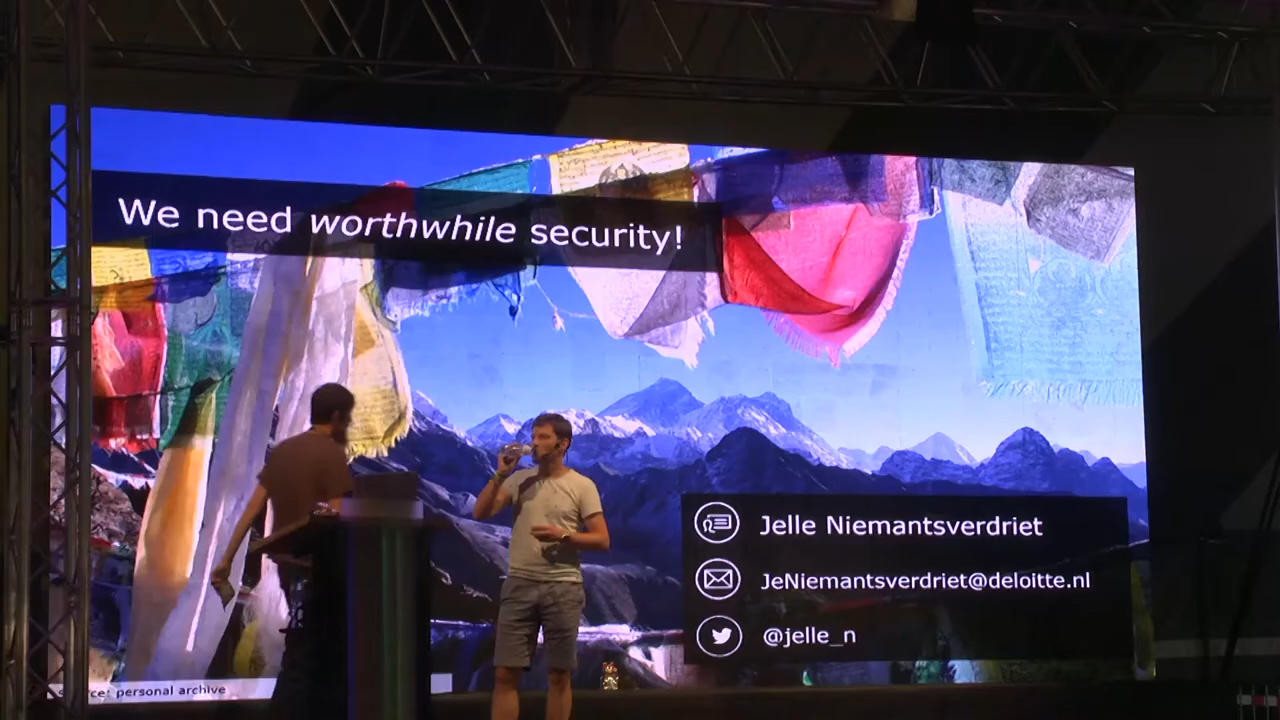 We need worthwhile security!
Jelle Niemantsverdriet
JeNiemantsverdriet@deloitte.nl
@jelle_n
personal archive